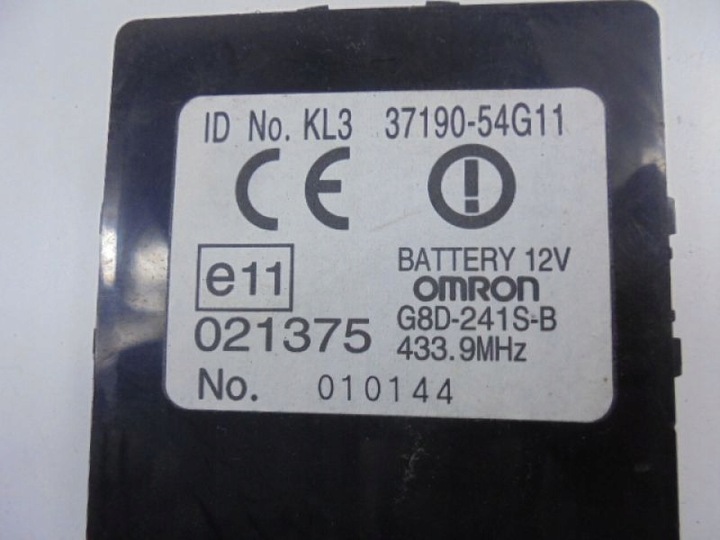 ID No. KL3 37190-54G11
CE
e11
BATTERY 12V
OMRON
021375
G8D-241S-B
433.9MHz
No. 010144